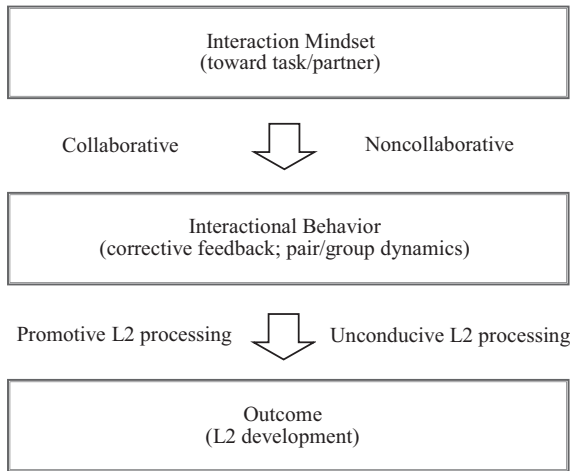 Interaction Mindset
(toward task/partner)
Collaborative
Noncollaborative
Interactional Behavior
(corrective feedback; pair/group dynamics)
Promotive L2 processing
Unconducive L2 processing
Outcome
(L2 development)